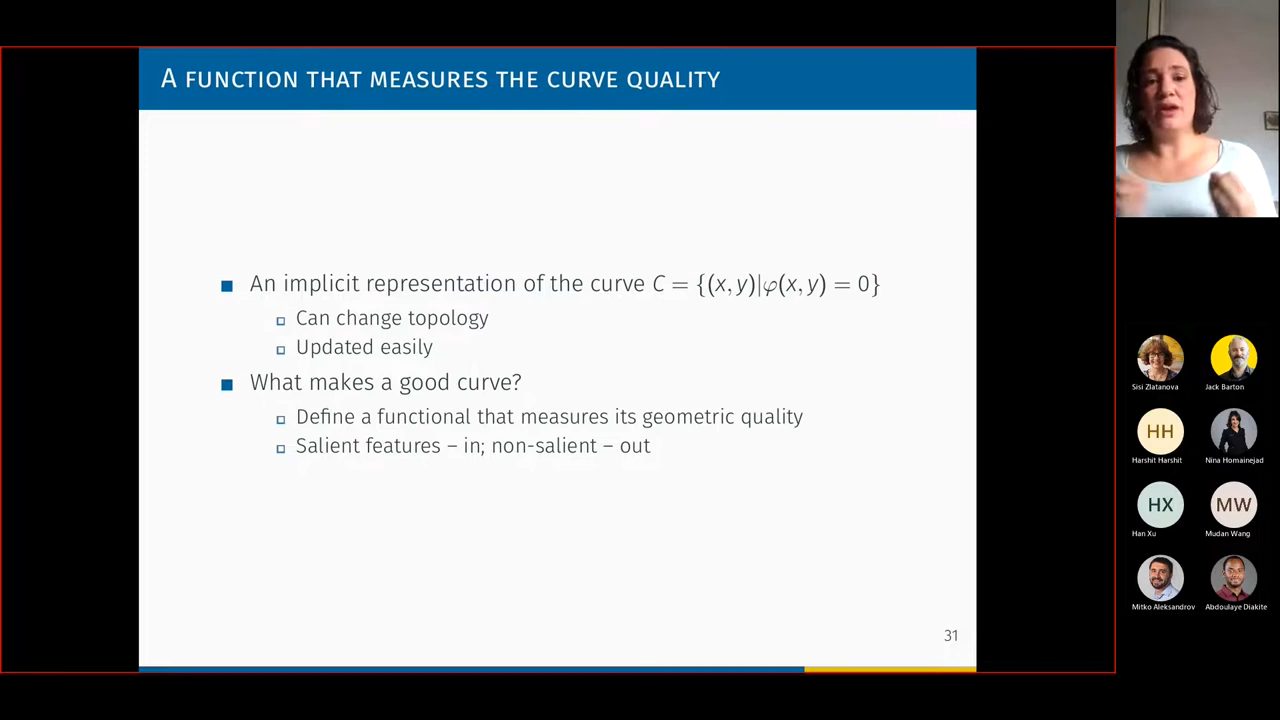 A FUNCTION THAT MEASURES THE CURVE QUALITY
An implicit representation of the curve C = {(x, y)|φ(x, y) = 0}
Can change topology
Updated easily
What makes a good curve?
Define a functional that measures its geometric quality
Salient features – in; non-salient – out
31
Sisi Zlatanova
Jack Barton
HH
Harshit Harshit
Nina Homainejad
HX
Han Xu
MW
Mudan Wang
Mitko Aleksandrov
Abdoulaye Diakite